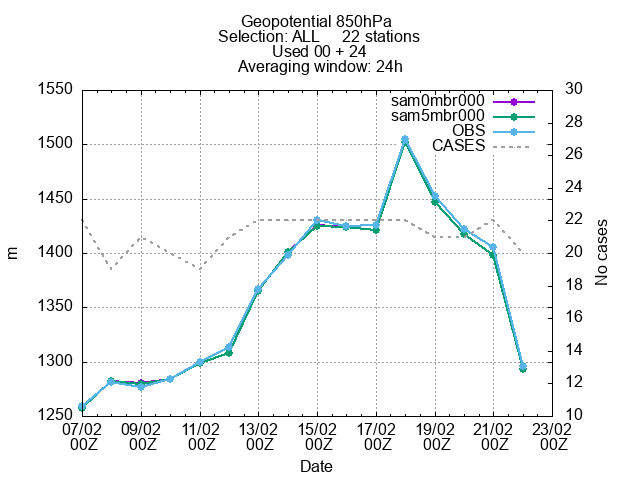 Geopotential 850hPa
Selection: ALL     22 stations
Used 00 + 24
Averaging window: 24h
sam0mbr000
sam5mbr000
OBS
CASES
1550
1500
1450
1400
1350
1300
1250
m
30
28
26
24
22
20
18
16
14
12
10
No cases
07/02 09/02 11/02 13/02 15/02 17/02 19/02 21/02 23/02
00Z 00Z 00Z 00Z 00Z 00Z 00Z 00Z 00Z
Date